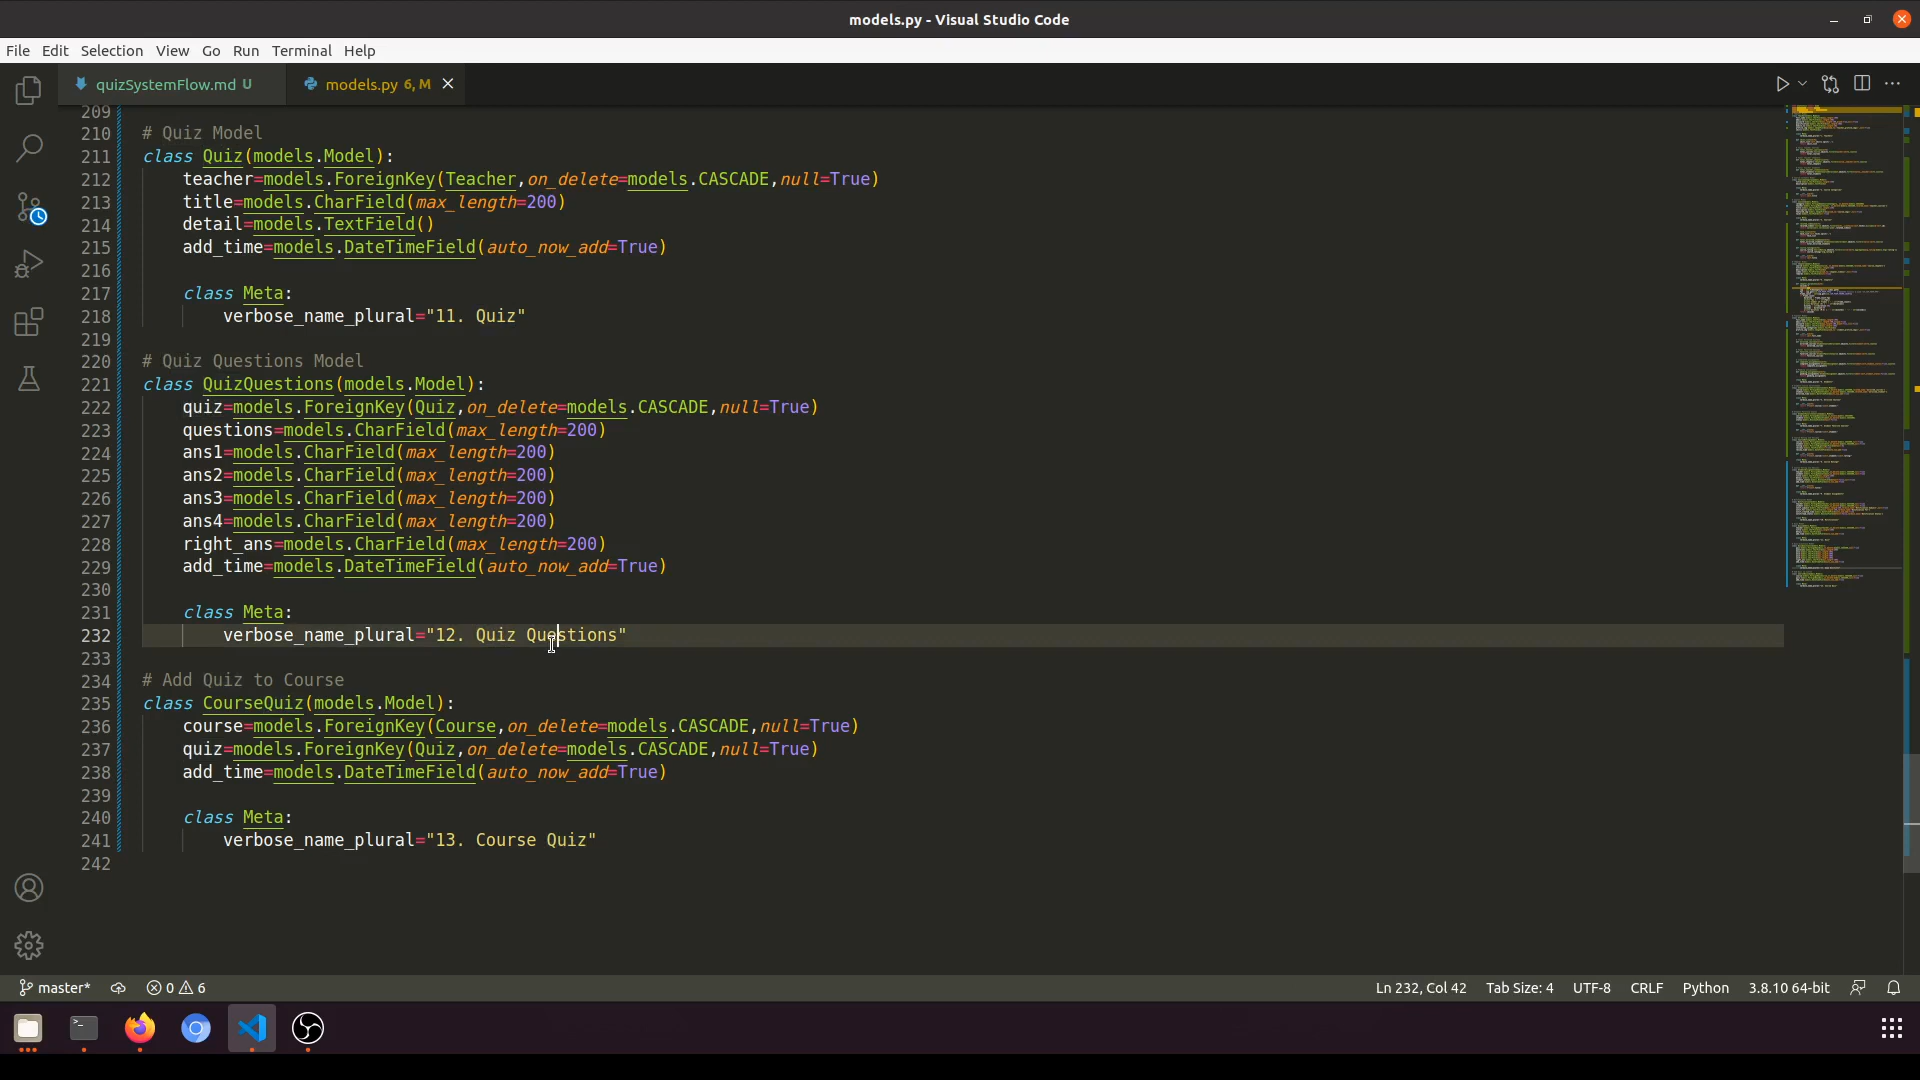 models.py - Visual Studio Code
File Edit Selection View Go Run Terminal Help
quizSystemFlow.md U models.py 6, M
209
210 # Quiz Model
211 class Quiz(models.Model):
212 teacher=models.ForeignKey(Teacher,on_delete=models.CASCADE,null=True)
213 title=models.CharField(max_length=200)
214 detail=models.TextField()
215 add_time=models.DateTimeField(auto_now_add=True)
216
217 class Meta:
218 verbose_name_plural="11. Quiz"
219
220 # Quiz Questions Model
221 class QuizQuestions(models.Model):
222 quiz=models.ForeignKey(Quiz,on_delete=models.CASCADE,null=True)
223 questions=models.CharField(max_length=200)
224 ans1=models.CharField(max_length=200)
225 ans2=models.CharField(max_length=200)
226 ans3=models.CharField(max_length=200)
227 ans4=models.CharField(max_length=200)
228 right_ans=models.CharField(max_length=200)
229 add_time=models.DateTimeField(auto_now_add=True)
230
231 class Meta:
232 verbose_name_plural="12. Quiz Questions"
233
234 # Add Quiz to Course
235 class CourseQuiz(models.Model):
236 course=models.ForeignKey(Course,on_delete=models.CASCADE,null=True)
237 quiz=models.ForeignKey(Quiz,on_delete=models.CASCADE,null=True)
238 add_time=models.DateTimeField(auto_now_add=True)
239
240 class Meta:
241 verbose_name_plural="13. Course Quiz"
242
master* 0 6 Ln 232, Col 42 Tab Size: 4 UTF-8 CRLF Python 3.8.10 64-bit